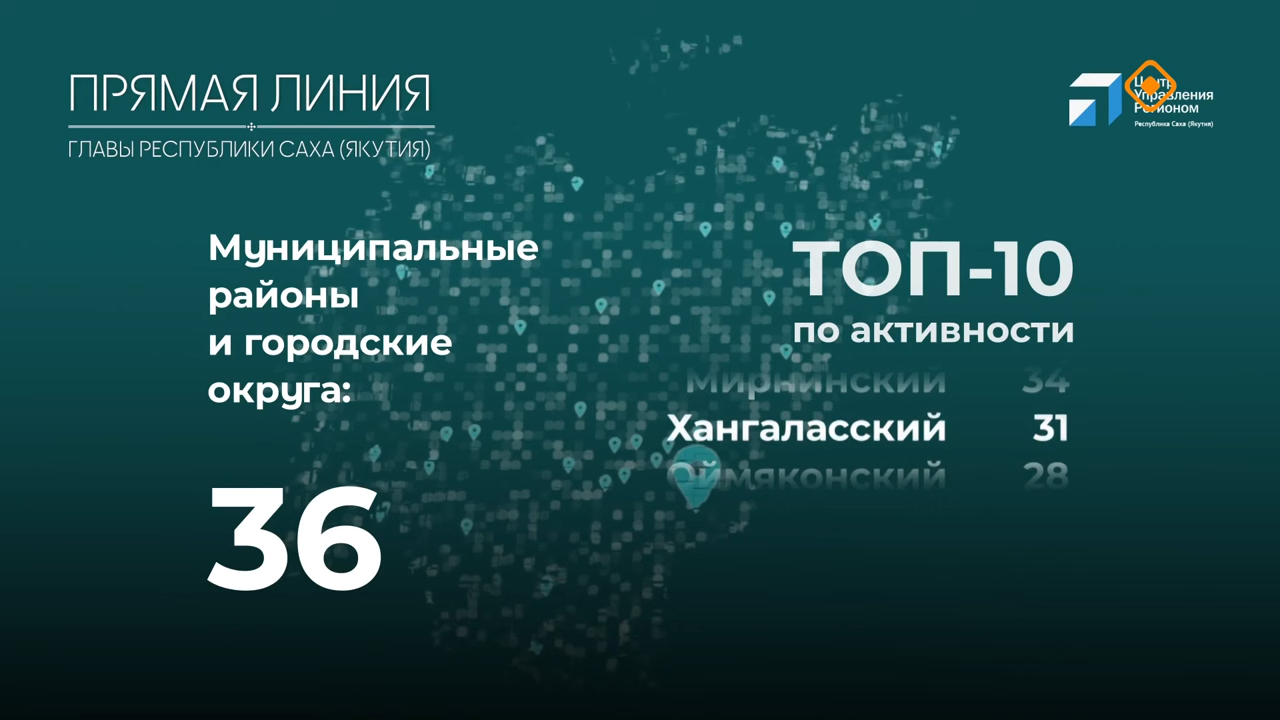 ПРЯМАЯ ЛИНИЯ
ГЛАВЫ РЕСПУБЛИКИ САХА (ЯКУТИЯ)
Центр
Управления
Регионом
Республика Саха (Якутия)
Муниципальные
районы
и городские
округа:
36
ТОП-10
по активности
Мирнинский 34
Хангаласский 31
Оймяконский 28